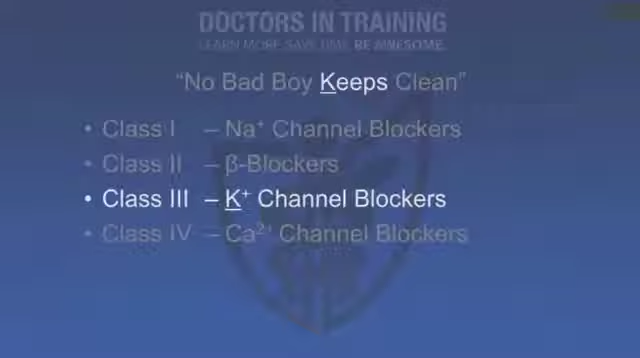 DOCTORS IN TRAINING
LEARN MORE. SAVE TIME. BE AWESOME.
“No Bad Boy Keeps Clean”
• Class I – Na⁺ Channel Blockers
• Class II – β-Blockers
• Class III – K⁺ Channel Blockers
• Class IV – Ca²⁺ Channel Blockers